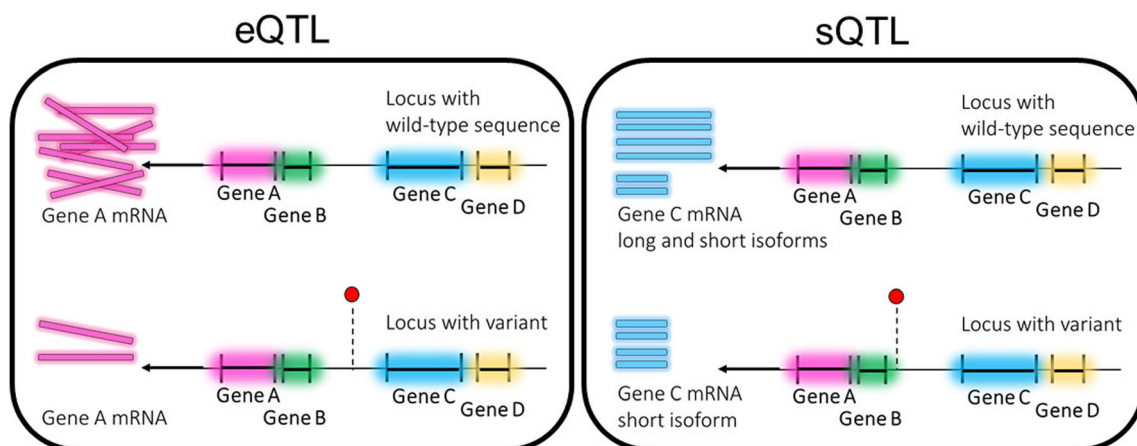 eQTL
Locus with
wild-type sequence
Gene A
Gene B
Gene C
Gene D
Gene A mRNA
Locus with variant
Gene A
Gene B
Gene C
Gene D
Gene A mRNA
sQTL
Locus with
wild-type sequence
Gene A
Gene B
Gene C
Gene D
Gene C mRNA
long and short isoforms
Locus with variant
Gene A
Gene B
Gene C
Gene D
Gene C mRNA
short isoform